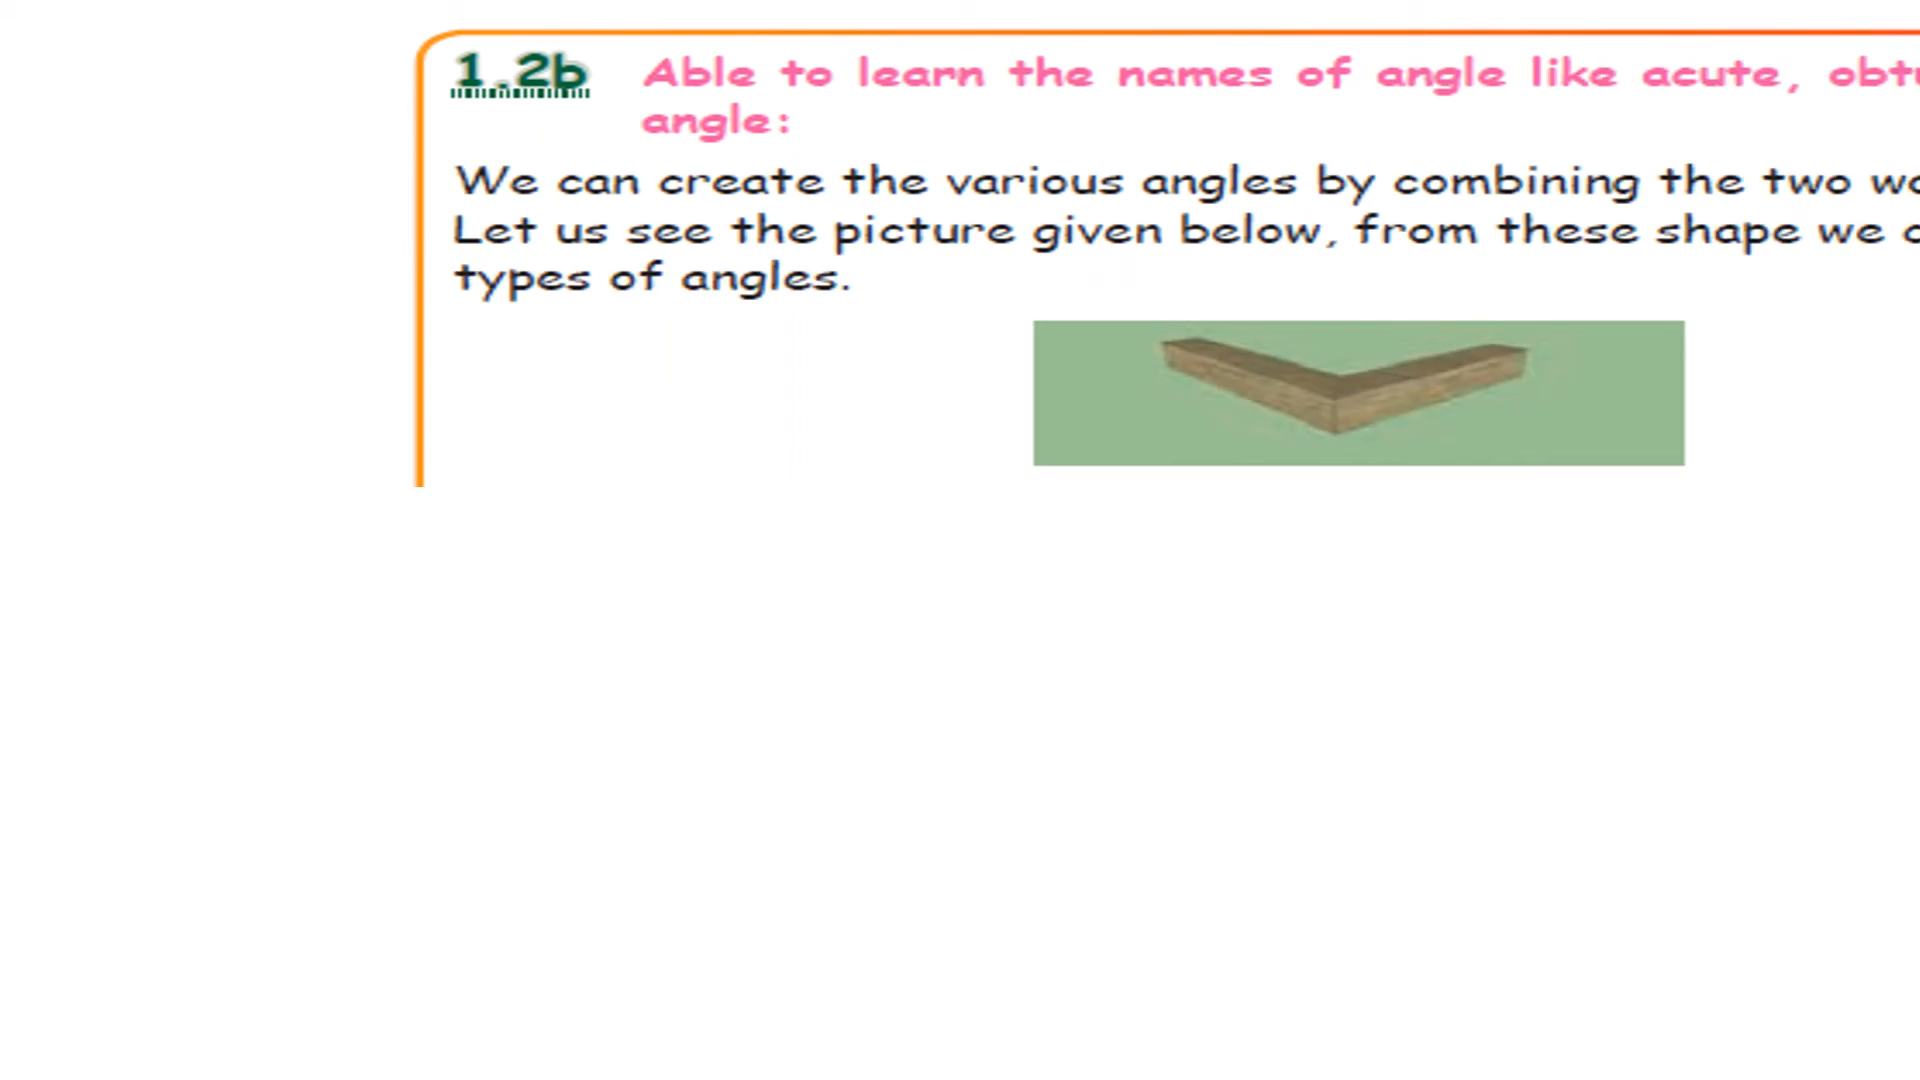 1.2b Able to learn the names of angle like acute,
angle:
We can create the various angles by combining the two
Let us see the picture given below, from these shape we
types of angles.